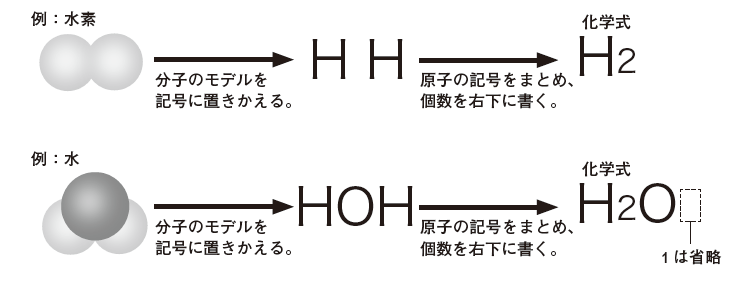 例：水素
分子のモデルを
記号に置きかえる。
H H
原子の記号をまとめ、
個数を右下に書く。
化学式
H2
例：水
分子のモデルを
記号に置きかえる。
HOH
原子の記号をまとめ、
個数を右下に書く。
化学式
H2O
1は省略